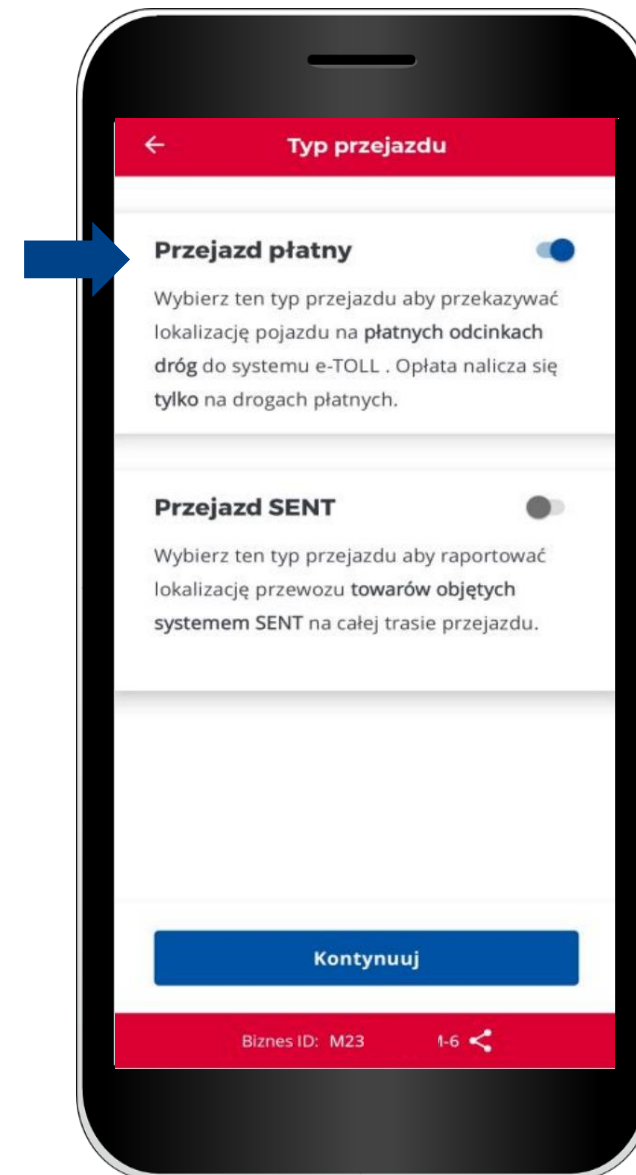 Typ przejazdu
Przejazd płatny
Wybierz ten typ przejazdu aby przekazywać
lokalizację pojazdu na płatnych odcinkach
dróg do systemu e-TOLL . Opłata nalicza się
tylko na drogach płatnych.
Przejazd SENT
Wybierz ten typ przejazdu aby raportować
lokalizację przewozu towarów objętych
systemem SENT na całej trasie przejazdu.
Kontynuuj
Biznes ID: M23 -6